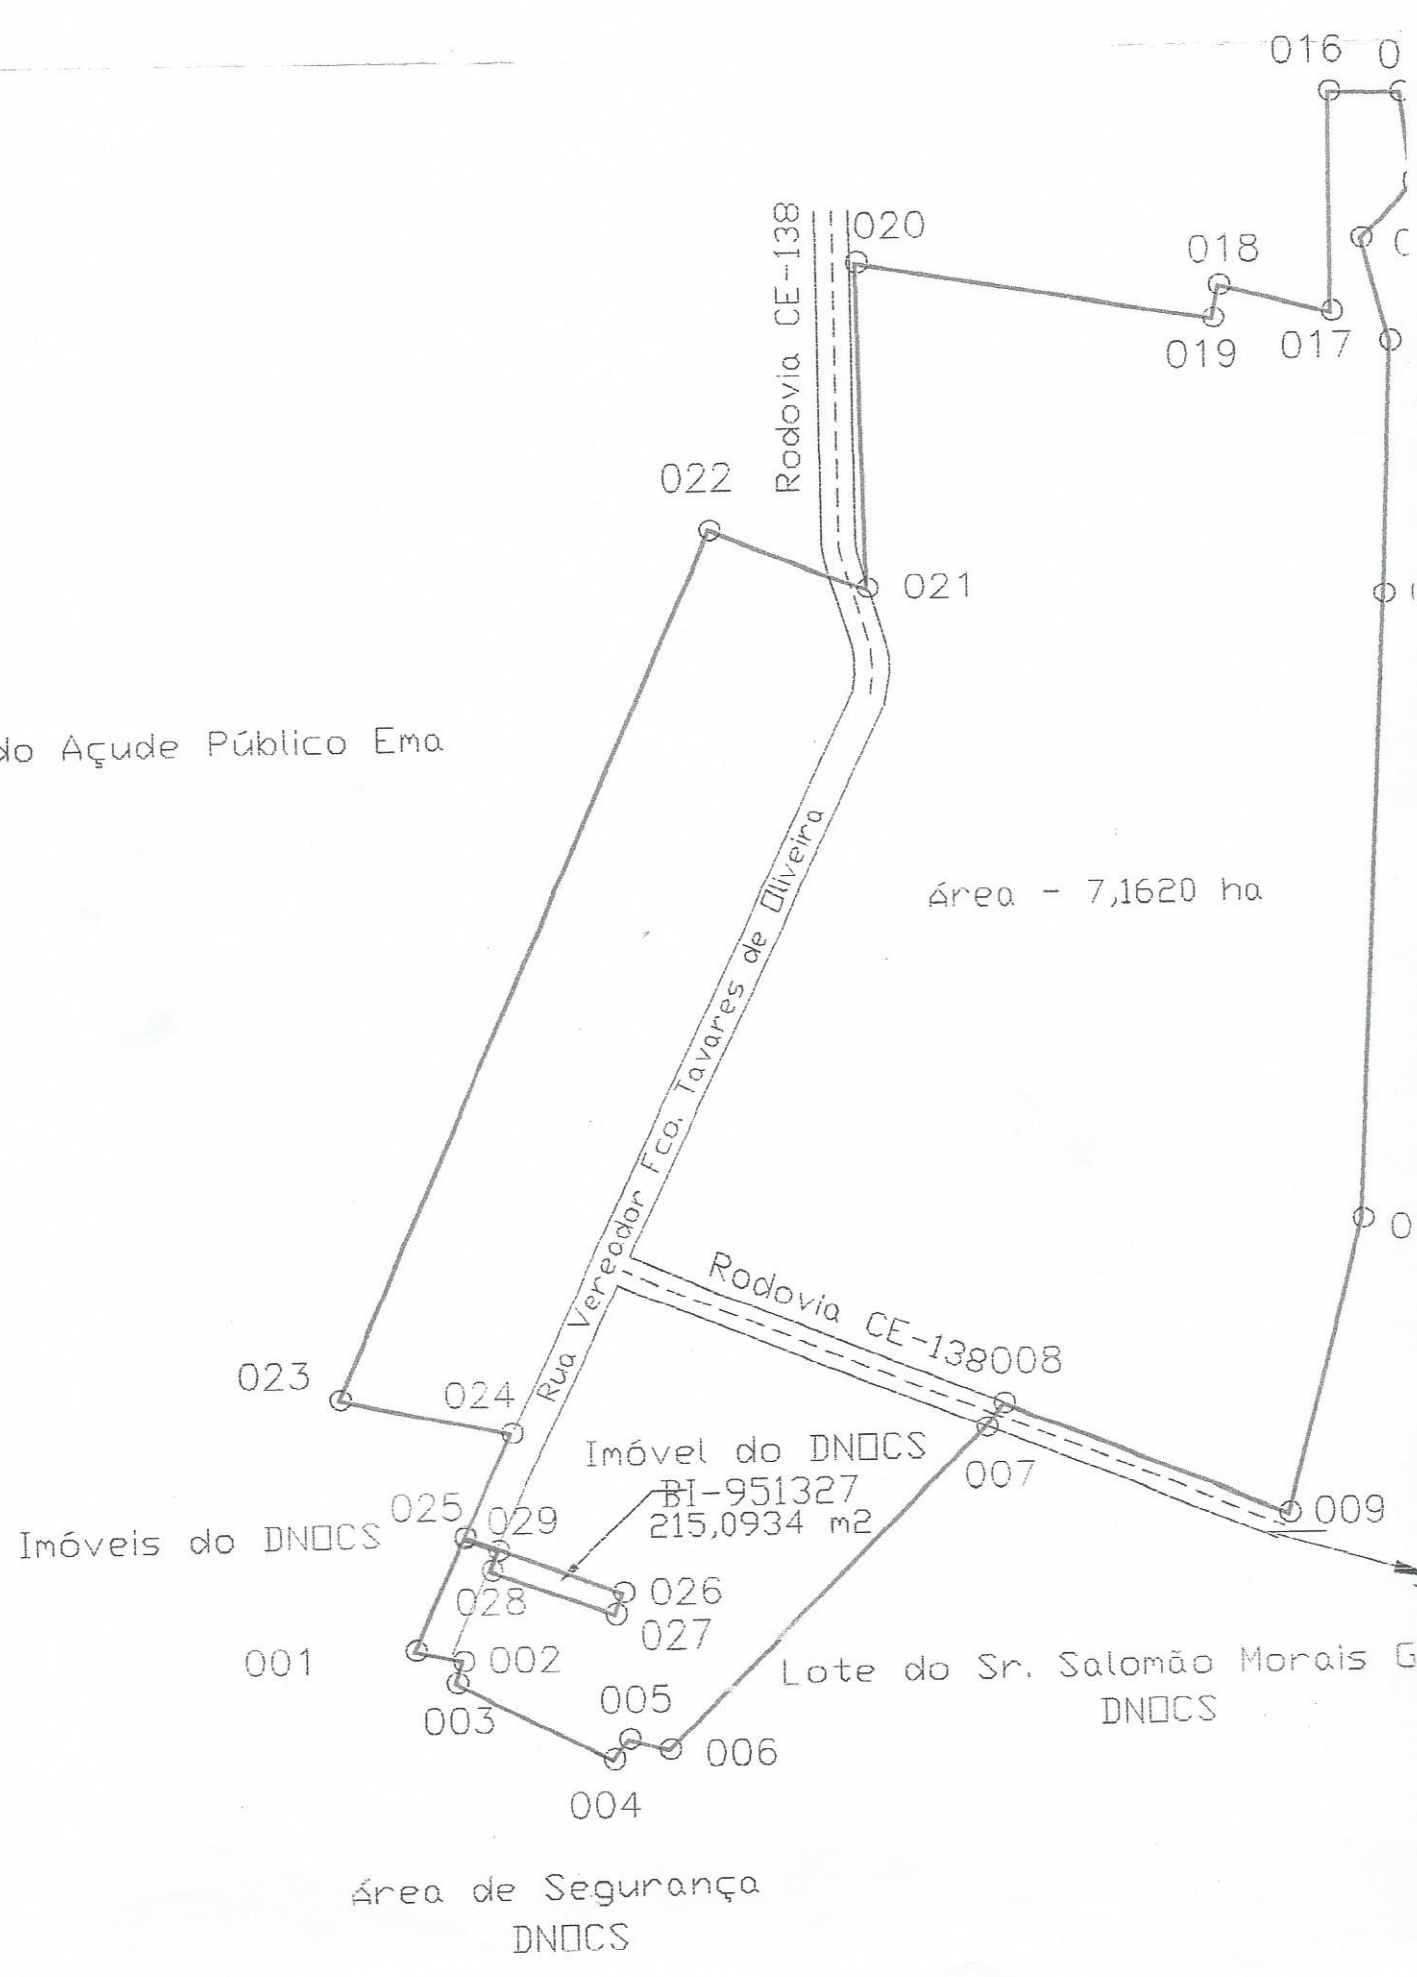 016
0
Rodovia CE-138
020
018
019
017
022
021
do Açude Público Ema
Rua Vereador Fco. Tavares de Oliveira
Área - 7,1620 ha
0
Rodovia CE-138
008
023
024
Imóvel do DNOCS
BI-951327
215,0934 m2
007
009
025
029
Imóveis do DNOCS
028
026
027
001
002
Lote do Sr. Salomão Morais G
DNOCS
003
005
006
004
Área de Segurança
DNOCS